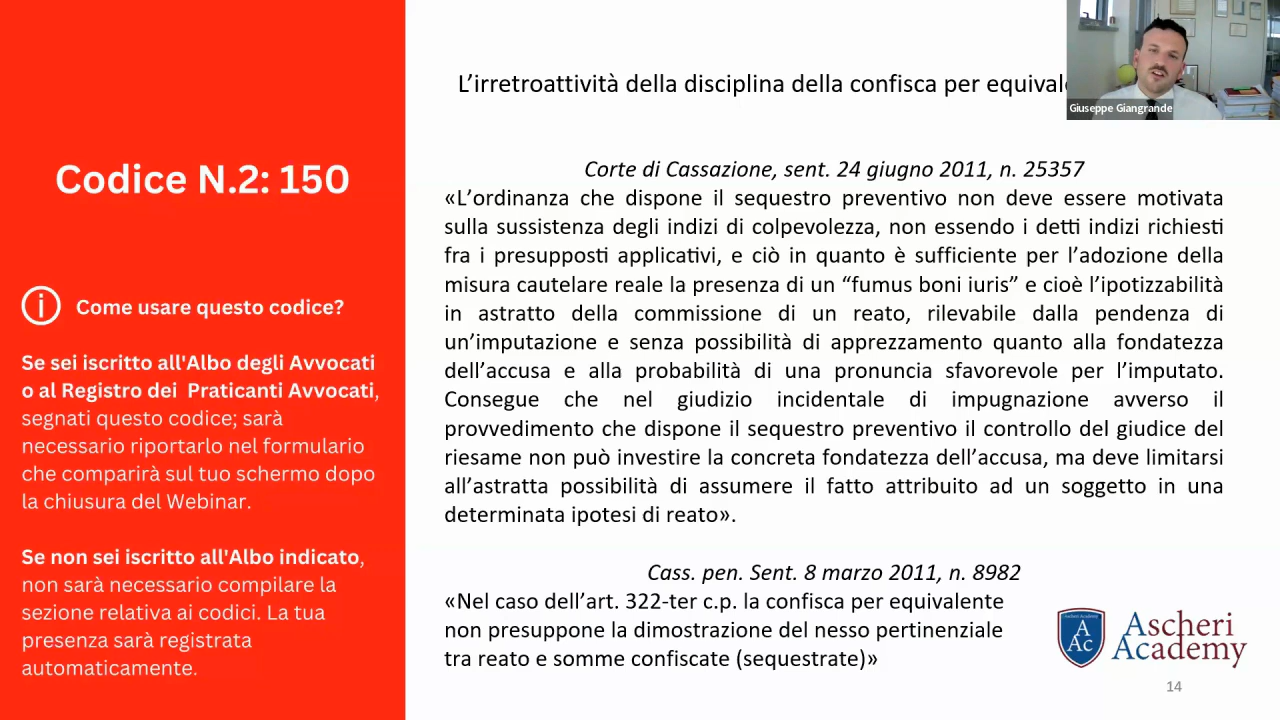 Codice N.2: 150
Come usare questo codice?
Se sei iscritto all'Albo degli Avvocati
o al Registro dei Praticanti Avvocati,
segnati questo codice; sarà
necessario riportarlo nel formulario
che comparirà sul tuo schermo dopo
la chiusura del Webinar.
Se non sei iscritto all'Albo indicato,
non sarà necessario compilare la
sezione relativa ai codici. La tua
presenza sarà registrata
automaticamente.
L'irretroattività della disciplina della confisca per
Giuseppe Giangrande
Corte di Cassazione, sent. 24 giugno 2011, n. 25357
«L'ordinanza che dispone il sequestro preventivo non deve essere motivata
sulla sussistenza degli indizi di colpevolezza, non essendo i detti indizi richiesti
fra i presupposti applicativi, e ciò in quanto è sufficiente per l'adozione della
misura cautelare reale la presenza di un “fumus boni iuris” e cioè l'ipotizzabilità
in astratto della commissione di un reato, rilevabile dalla pendenza di
un'imputazione e senza possibilità di apprezzamento quanto alla fondatezza
dell'accusa e alla probabilità di una pronuncia sfavorevole per l'imputato.
Consegue che nel giudizio incidentale di impugnazione avverso il
provvedimento che dispone il sequestro preventivo il controllo del giudice del
riesame non può investire la concreta fondatezza dell'accusa, ma deve limitarsi
all'astratta possibilità di assumere il fatto attribuito ad un soggetto in una
determinata ipotesi di reato».
Cass. pen. Sent. 8 marzo 2011, n. 8982
«Nel caso dell'art. 322-ter c.p. la confisca per equivalente
non presuppone la dimostrazione del nesso pertinenziale
tra reato e somme confiscate (sequestrate)»
A
Ac
Ascheri
Academy
14